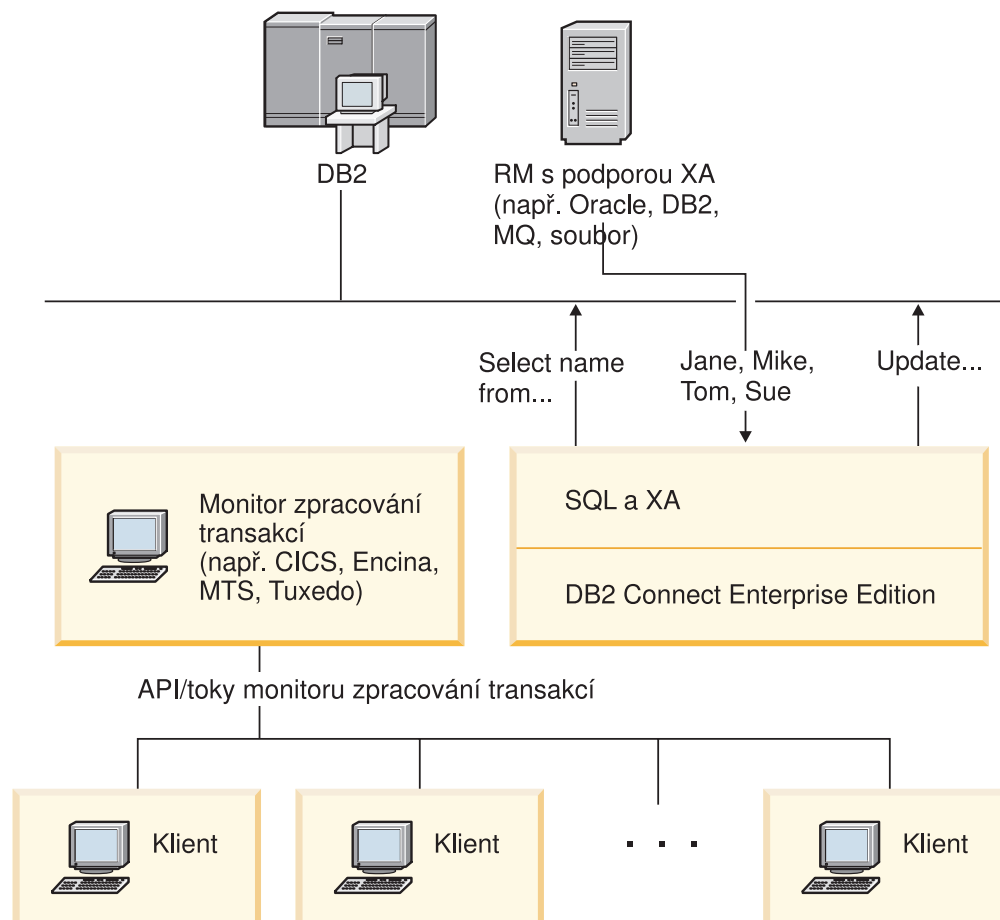 DB2
RM s podporou XA
(např. Oracle, DB2,
MQ, soubor)
Select name
from...
Jane, Mike,
Tom, Sue
Update...
Monitor zpracování
transakcí
(např. CICS, Encina,
MTS, Tuxedo)
SQL a XA
DB2 Connect Enterprise Edition
API/toky monitoru zpracování transakcí
Klient
Klient
. . .
Klient